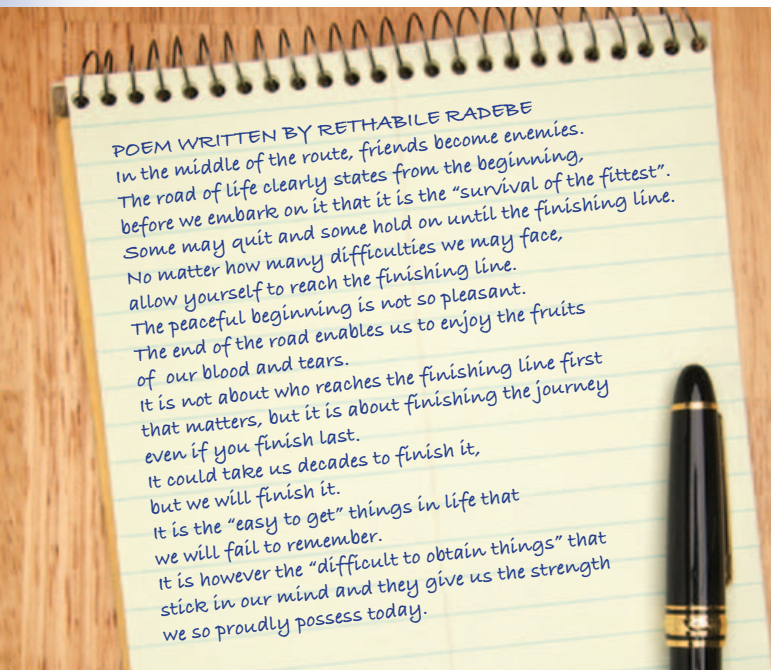 POEM WRITTEN BY RETHABILE RADEBE
In the middle of the route, friends become enemies.
The road of life clearly states from the beginning,
before we embark on it that it is the "survival of the fittest".
Some may quit and some hold on until the finishing line.
No matter how many difficulties we may face,
allow yourself to reach the finishing line.
The peaceful beginning is not so pleasant.
The end of the road enables us to enjoy the fruits
of our blood and tears.
It is not about who reaches the finishing line first
that matters, but it is about finishing the journey
even if you finish last.
It could take us decades to finish it,
but we will finish it.
It is the "easy to get" things in life that
we will fail to remember.
It is however the "difficult to obtain things" that
stick in our mind and they give us the strength
we so proudly possess today.